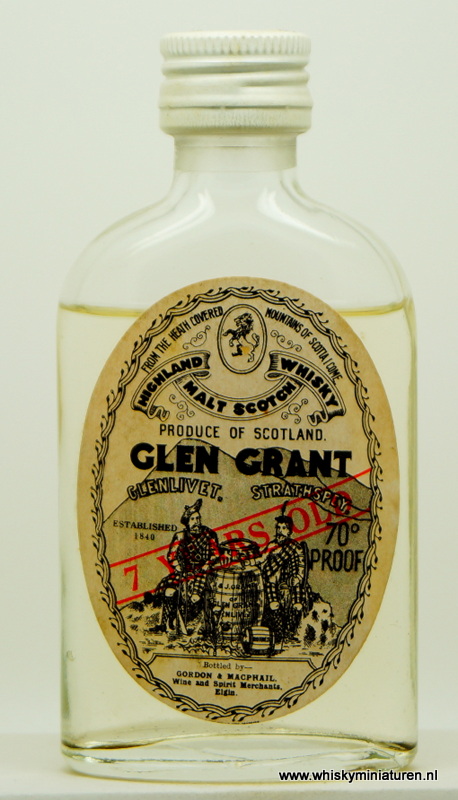 FROM THE HEATH COVERED MOUNTAINS OF SCOTIA COME
HIGHLAND WHISKY
MALT SCOTCH
PRODUCE OF SCOTLAND.
GLEN GRANT
GLENLIVET. STRATHSPEY.
7 YEARS OLD
ESTABLISHED
1840
70°
PROOF
Bottled by—
GORDON & MACPHAIL,
Wine and Spirit Merchants,
Elgin.
www.whiskyminiaturen.nl